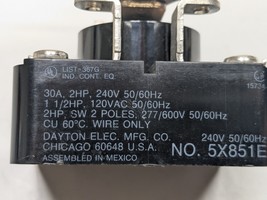 LIST. 367G
IND. CONT. EQ.
30A, 2HP, 240V 50/60Hz
1 1/2HP, 120VAC 50/60Hz
2HP, SW 2 POLES, 277/600V 50/60Hz
CU 60°C. WIRE ONLY
DAYTON ELEC. MFG. CO.
240V 50/60Hz
CHICAGO 60648 U.S.A.
NO. 5X851E
ASSEMBLED IN MEXICO